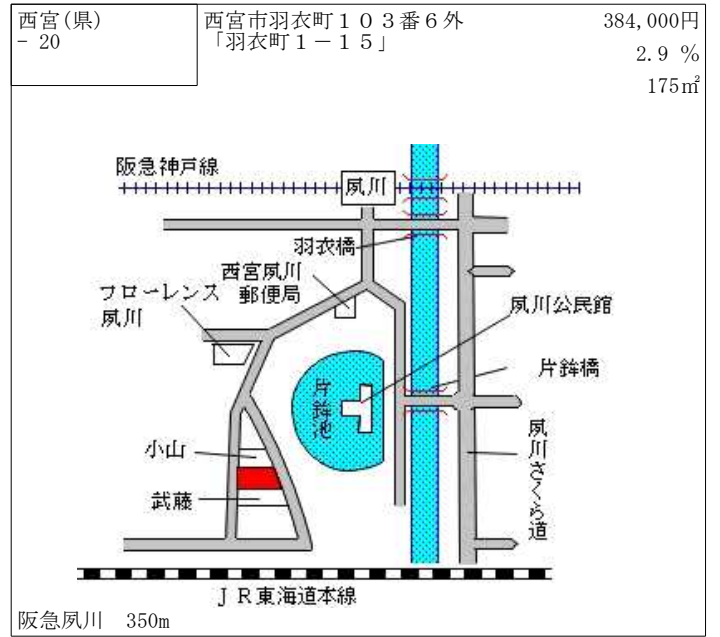 西宮(県)
- 20
西宮市羽衣町１０３番６外
「羽衣町１－１５」
384,000円
2.9 %
175㎡
阪急神戸線
夙川
羽衣橋
西宮夙川
郵便局
フローレンス
夙川
夙川公民館
片鉾橋
片鉾池
小山
武藤
夙川さくら道
ＪＲ東海道本線
阪急夙川　350m